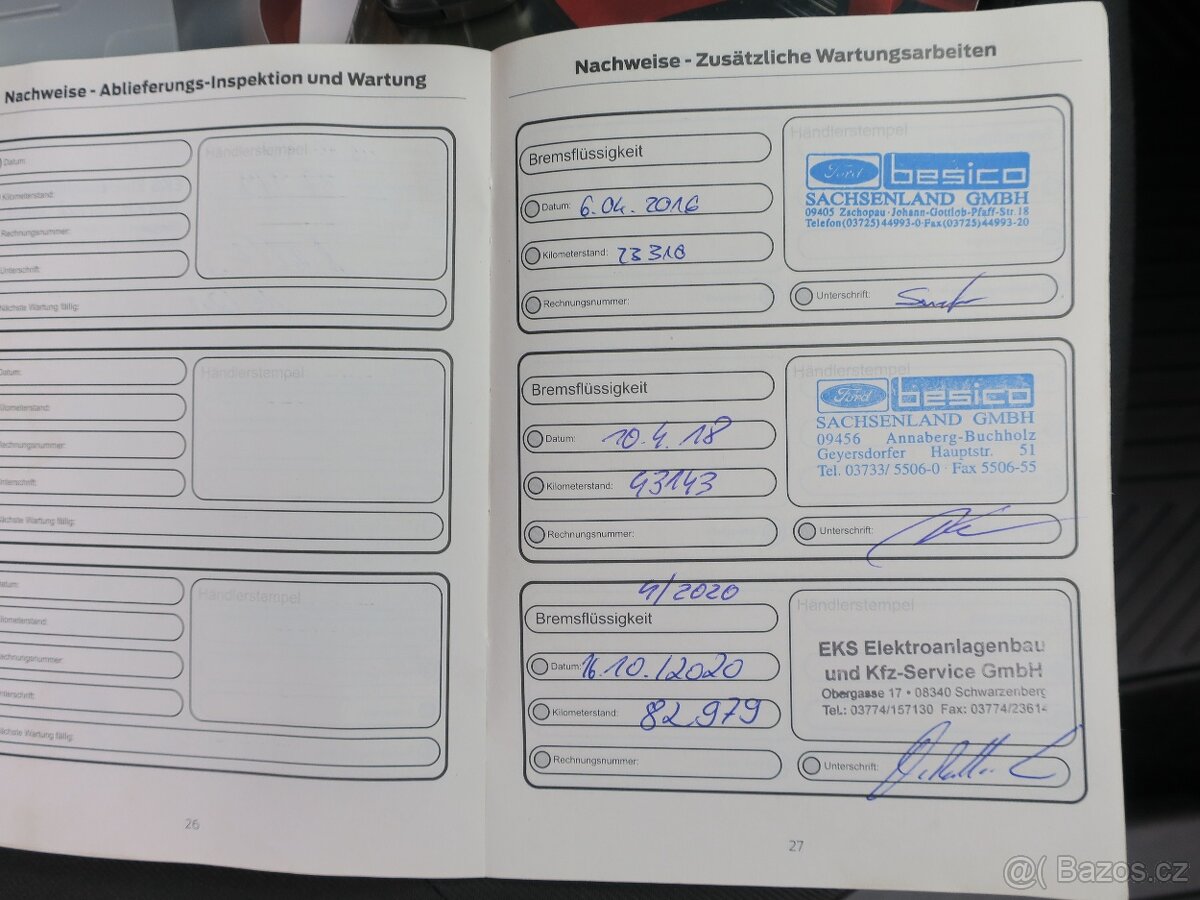 Nachweise - Ablieferungs-Inspektion und Wartung
Datum:
Händlerstempel
Kilometerstand:
Rechnungsnummer:
Unterschrift:
Nächste Wartung fällig:
Datum:
Händlerstempel
Kilometerstand:
Rechnungsnummer:
Unterschrift:
Nächste Wartung fällig:
Datum:
Händlerstempel
Kilometerstand:
Rechnungsnummer:
Unterschrift:
Nächste Wartung fällig:
26
Nachweise - Zusätzliche Wartungsarbeiten
Bremsflüssigkeit
Datum: 6.04. 2016
Kilometerstand: 23318
Rechnungsnummer:
Händlerstempel
Ford besico
SACHSENLAND GMBH
09405 Zschopau·Johann-Gottlob-Pfaff-Str.18
Telefon(03725)44993-0·Fax(03725)44993-20
Unterschrift:
Bremsflüssigkeit
Datum: 10.4.18
Kilometerstand: 43143
Rechnungsnummer:
Händlerstempel
Ford besico
SACHSENLAND GMBH
09456 Annaberg-Buchholz
Geyersdorfer Hauptstr. 51
Tel. 03733/ 5506-0 · Fax 5506-55
Unterschrift:
4/2020
Bremsflüssigkeit
Datum: 16.10./2020
Kilometerstand: 82979
Rechnungsnummer:
Händlerstempel
EKS Elektroanlagenbau
und Kfz-Service GmbH
Obergasse 17 • 08340 Schwarzenberg
Tel.: 03774/157130 Fax: 03774/23614
Unterschrift:
27
@( Bazos.cz